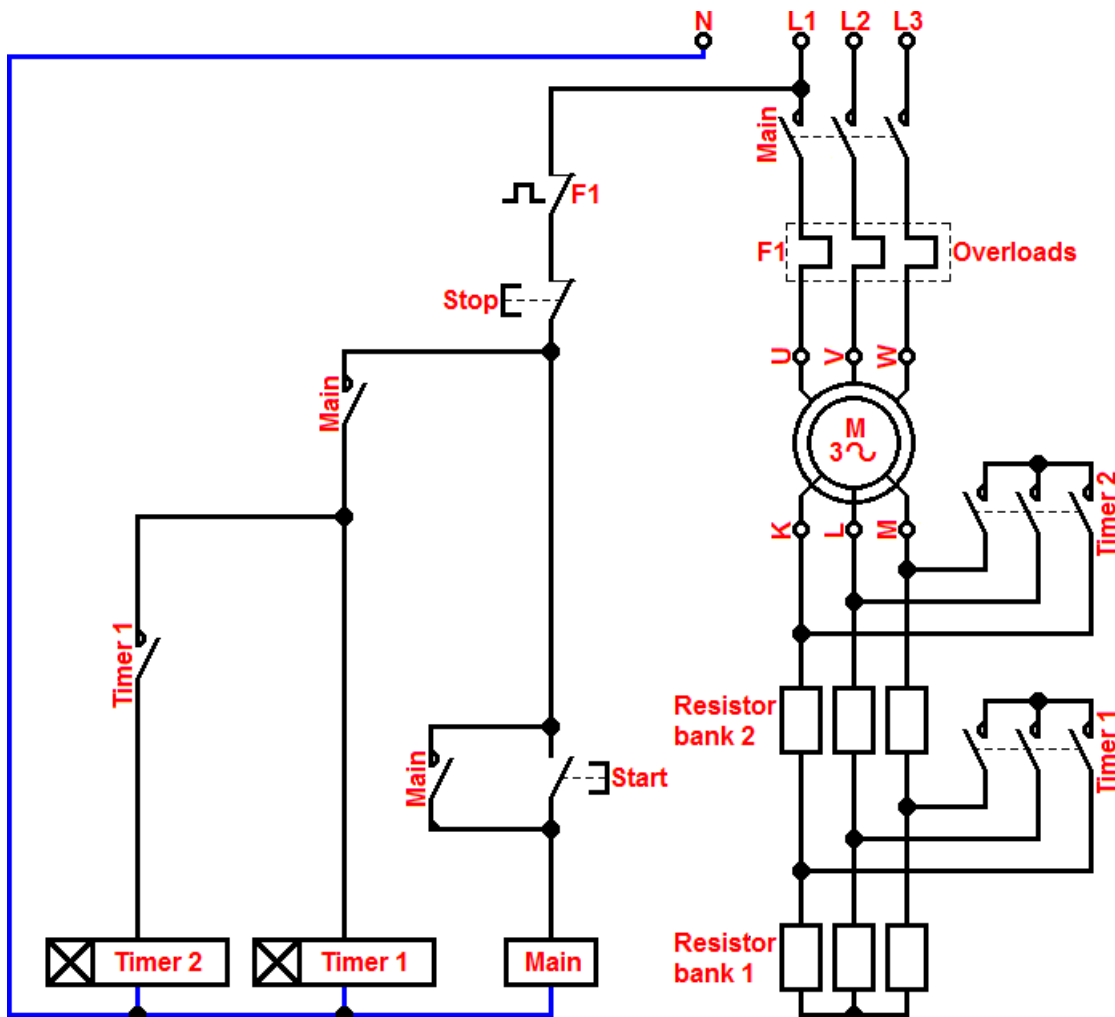 N
L1
L2
L3
Main
F1
F1
Overloads
Stop
U
V
W
Main
M
3
Timer 2
K
L
M
Timer 1
Resistor
bank 2
Timer 1
Main
Start
Timer 2
Timer 1
Main
Resistor
bank 1